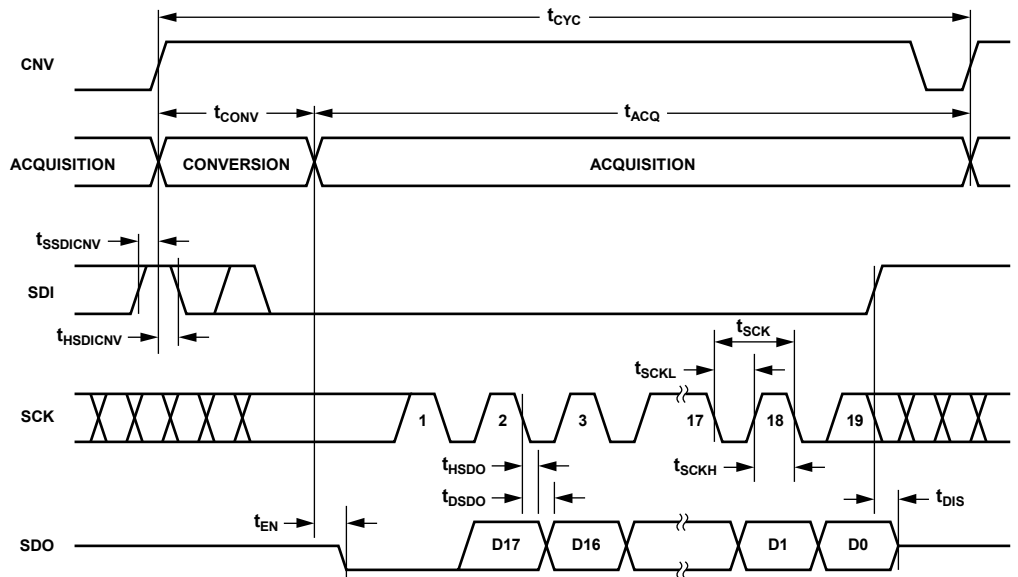 tCYC
CNV
tCONV
tACQ
ACQUISITION
CONVERSION
ACQUISITION
tSSDICNV
SDI
tHSDICNV
tSCK
tSCKL
SCK
1
2
3
17
18
19
tHSDO
tSCKH
tDSDO
tDIS
tEN
SDO
D17
D16
D1
D0